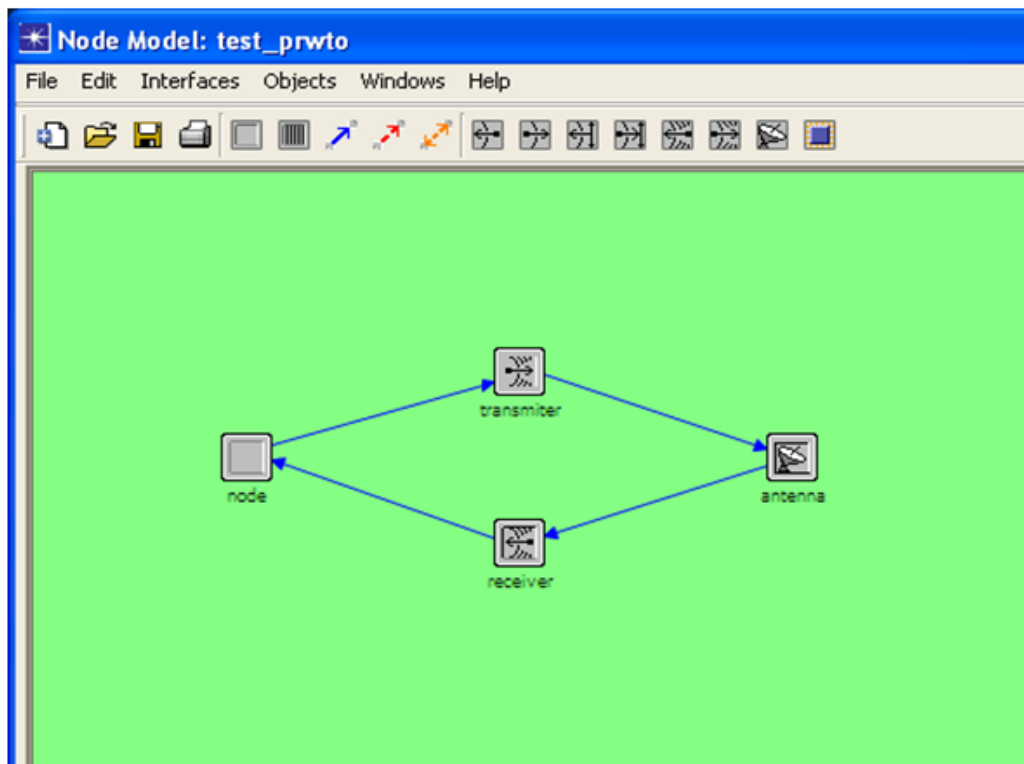 Node Model: test_prwto
File Edit Interfaces Objects Windows Help
transmiter
node
antenna
receiver